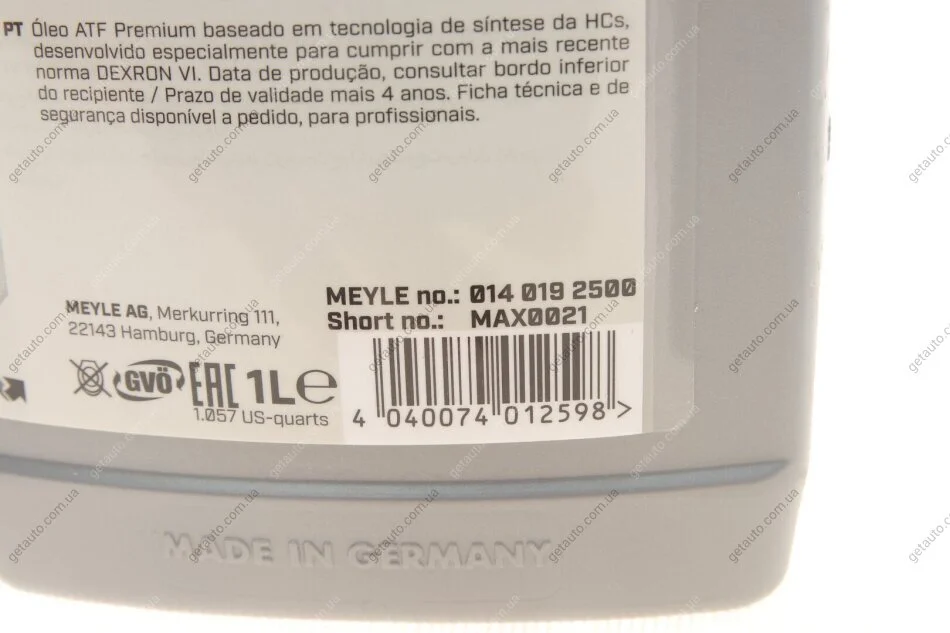 PT Óleo ATF Premium baseado em tecnologia de síntese da HCs,
desenvolvido especialmente para cumprir com a mais recente
norma DEXRON VI. Data de produção, consultar bordo inferior
do recipiente / Prazo de validade mais 4 anos. Ficha técnica e de
segurança disponível a pedido, para profissionais.
MEYLE no.: 014 019 2500
Short no.: MAX0021
MEYLE AG, Merkurring 111,
22143 Hamburg, Germany
GVÖ EAC 1L e
1.057 US-quarts
4 040074 012598 >
MADE IN GERMANY
getauto.com.ua